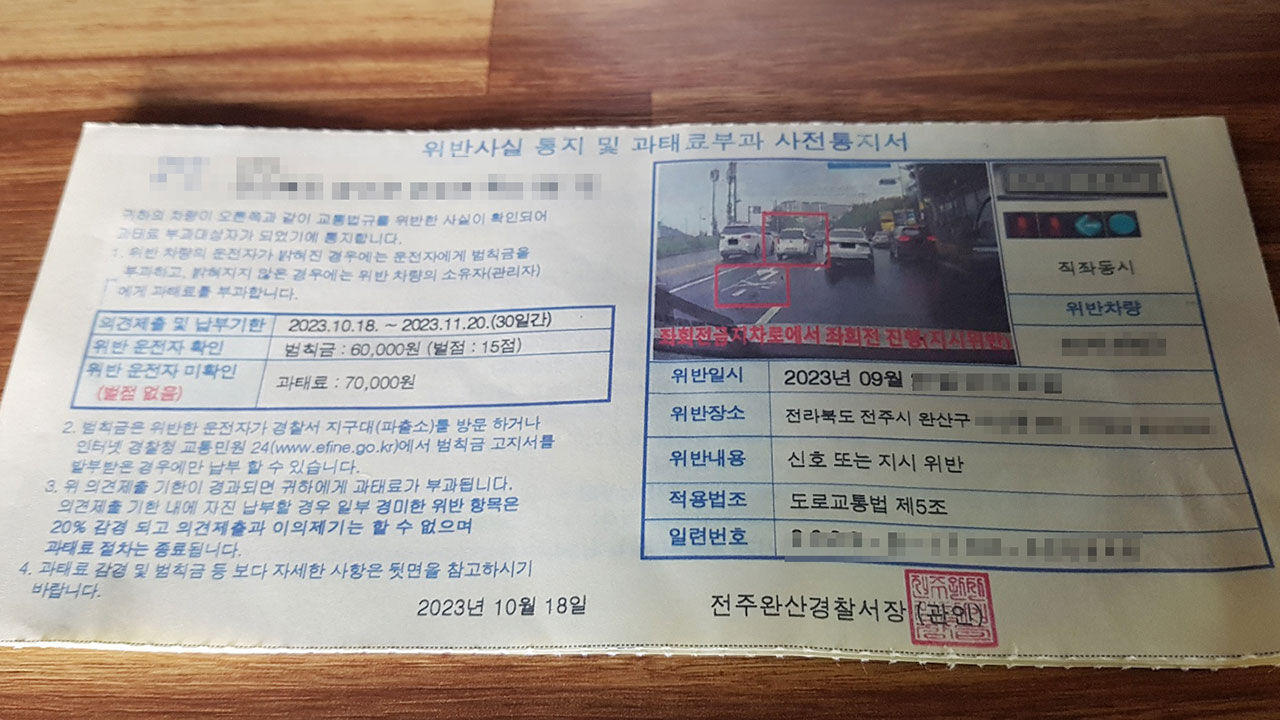 위반사실 통지 및 과태료부과 사전통지서
귀하의 차량이 오른쪽과 같이 교통법규를 위반한 사실이 확인되어
과태료 부과대상자가 되었기에 통지합니다.
1. 위반 차량의 운전자가 밝혀진 경우에는 운전자에게 범칙금을
부과하고, 밝혀지지 않은 경우에는 위반 차량의 소유자(관리자)
에게 과태료를 부과합니다.
의견제출 및 납부기한 2023.10.18. ~ 2023.11.20.(30일간)
위반 운전자 확인 범칙금 : 60,000원 (벌점 : 15점)
위반 운전자 미확인 과태료 : 70,000원
(벌점 없음)
2. 범칙금은 위반한 운전자가 경찰서 지구대(파출소)를 방문 하거나
인터넷 경찰청 교통민원 24(www.efine.go.kr)에서 범칙금 고지서를
발부받은 경우에만 납부 할 수 있습니다.
3. 위 의견제출 기한이 경과되면 귀하에게 과태료가 부과됩니다.
의견제출 기한 내에 자진 납부할 경우 일부 경미한 위반 항목은
20% 감경 되고 의견제출과 이의제기는 할 수 없으며
과태료 절차는 종료됩니다.
4. 과태료 감경 및 범칙금 등 보다 자세한 사항은 뒷면을 참고하시기
바랍니다.
2023년 10월 18일
좌회전금지차로에서 좌회전 진행(지시위반)
직좌동시
위반차량
위반일시 2023년 09월
위반장소 전라북도 전주시 완산구
위반내용 신호 또는 지시 위반
적용법조 도로교통법 제5조
일련번호
전주완산경찰서장 (관인)